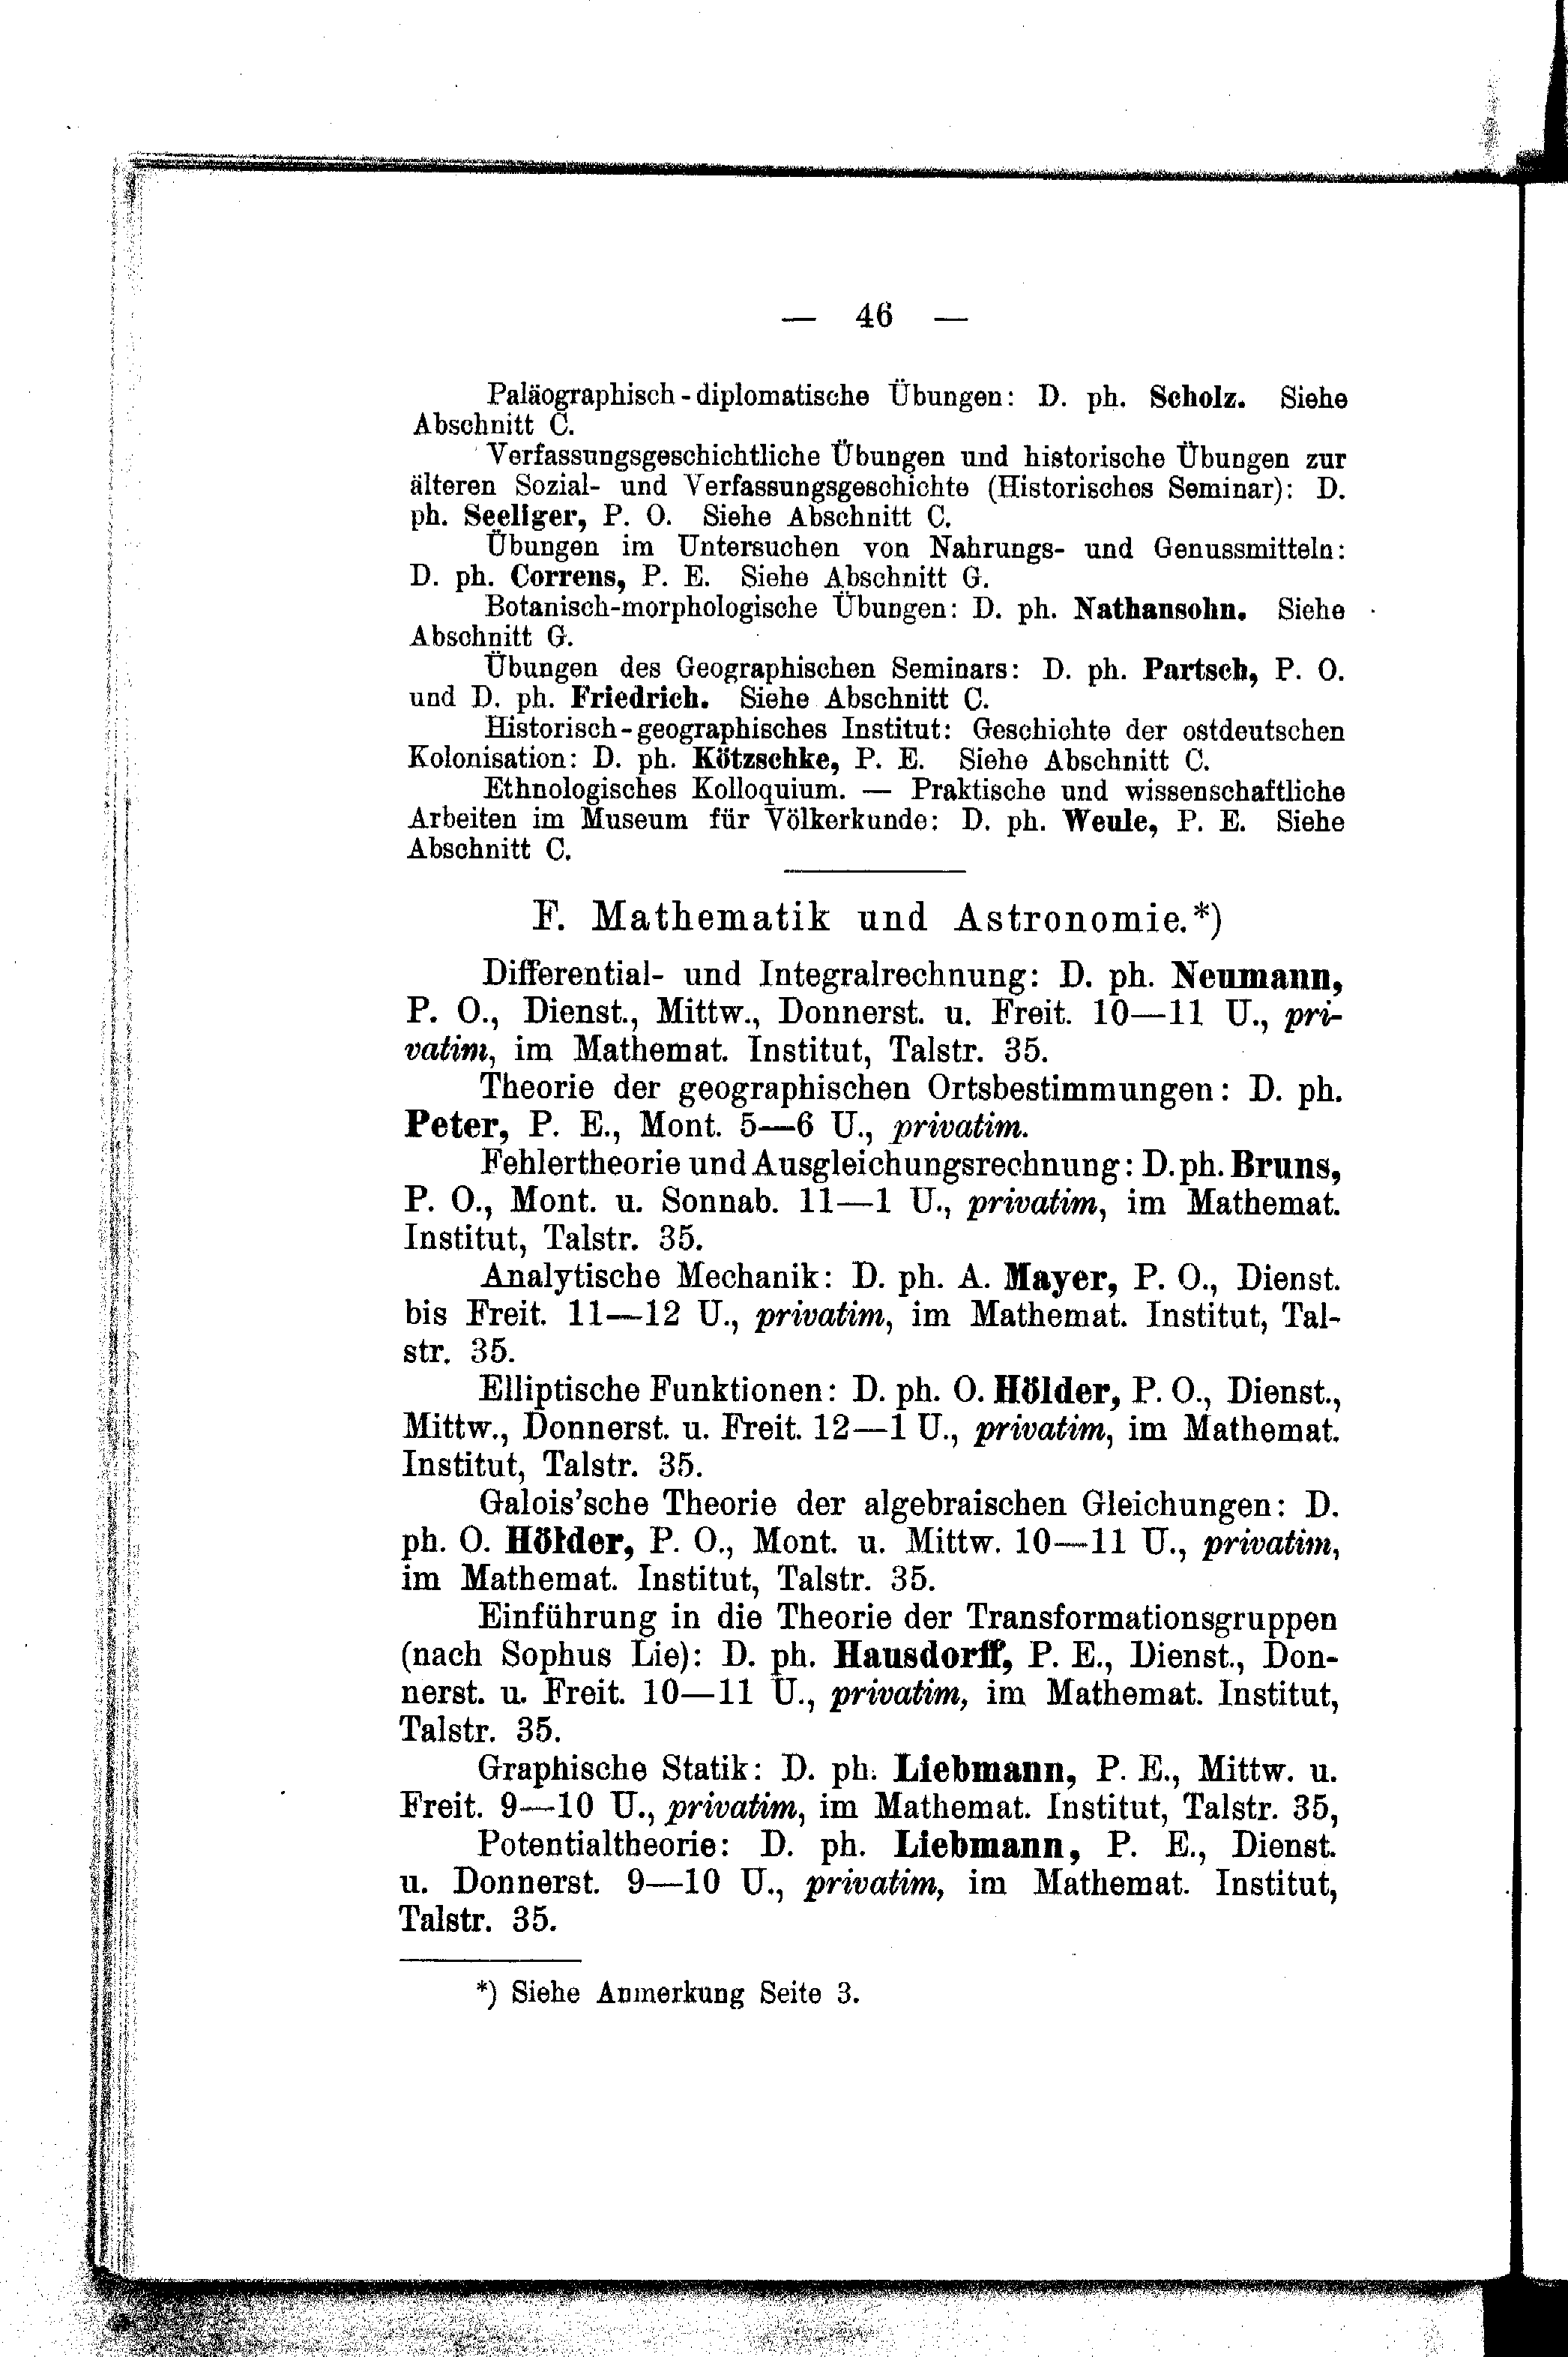 — 46 —
Paläographisch-diplomatische Übungen: D. ph. Scholz. Siehe
Abschnitt C.
Verfassungsgeschichtliche Übungen und historische Übungen zur
älteren Sozial- und Verfassungsgeschichte (Historisches Seminar): D.
ph. Seeliger, P. O. Siehe Abschnitt C.
Übungen im Untersuchen von Nahrungs- und Genussmitteln:
D. ph. Correns, P. E. Siehe Abschnitt G.
Botanisch-morphologische Übungen: D. ph. Nathansohn. Siehe
Abschnitt G.
Übungen des Geographischen Seminars: D. ph. Partsch, P. O.
und D. ph. Friedrich. Siehe Abschnitt C.
Historisch-geographisches Institut: Geschichte der ostdeutschen
Kolonisation: D. ph. Kötzschke, P. E. Siehe Abschnitt C.
Ethnologisches Kolloquium. — Praktische und wissenschaftliche
Arbeiten im Museum für Völkerkunde: D. ph. Weule, P. E. Siehe
Abschnitt C.
F. Mathematik und Astronomie.*)
Differential- und Integralrechnung: D. ph. Neumann,
P. O., Dienst., Mittw., Donnerst. u. Freit. 10—11 U., pri-
vatim, im Mathemat. Institut, Talstr. 35.
Theorie der geographischen Ortsbestimmungen: D. ph.
Peter, P. E., Mont. 5—6 U., privatim.
Fehlertheorie und Ausgleichungsrechnung: D. ph. Bruns,
P. O., Mont. u. Sonnab. 11—1 U., privatim, im Mathemat.
Institut, Talstr. 35.
Analytische Mechanik: D. ph. A. Mayer, P. O., Dienst.
bis Freit. 11—12 U., privatim, im Mathemat. Institut, Tal-
str. 35.
Elliptische Funktionen: D. ph. O. Hölder, P. O., Dienst.,
Mittw., Donnerst. u. Freit. 12—1 U., privatim, im Mathemat.
Institut, Talstr. 35.
Galois'sche Theorie der algebraischen Gleichungen: D.
ph. O. Hölder, P. O., Mont. u. Mittw. 10—11 U., privatim,
im Mathemat. Institut, Talstr. 35.
Einführung in die Theorie der Transformationsgruppen
(nach Sophus Lie): D. ph. Hausdorff, P. E., Dienst., Don-
nerst. u. Freit. 10—11 U., privatim, im Mathemat. Institut,
Talstr. 35.
Graphische Statik: D. ph. Liebmann, P. E., Mittw. u.
Freit. 9—10 U., privatim, im Mathemat. Institut, Talstr. 35,
Potentialtheorie: D. ph. Liebmann, P. E., Dienst.
u. Donnerst. 9—10 U., privatim, im Mathemat. Institut,
Talstr. 35.
*) Siehe Anmerkung Seite 3.